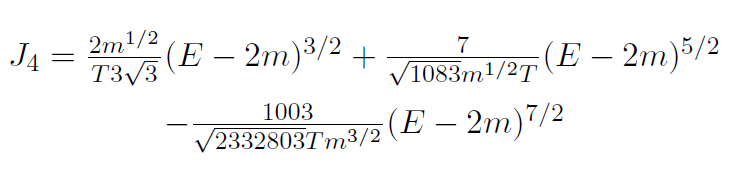 J_4 = \frac{2m^{1/2}}{T3\sqrt{3}}(E - 2m)^{3/2} + \frac{7}{\sqrt{1083}m^{1/2}T}(E - 2m)^{5/2}
-\frac{1003}{\sqrt{2332803}Tm^{3/2}}(E - 2m)^{7/2}